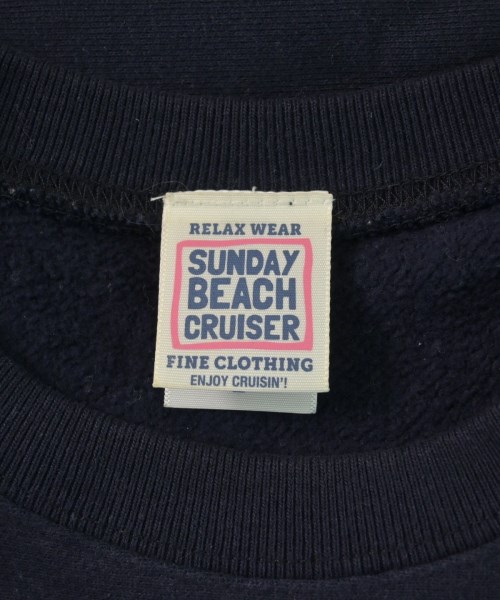 RELAX WEAR
SUNDAY
BEACH
CRUISER
FINE CLOTHING
ENJOY CRUISIN'!